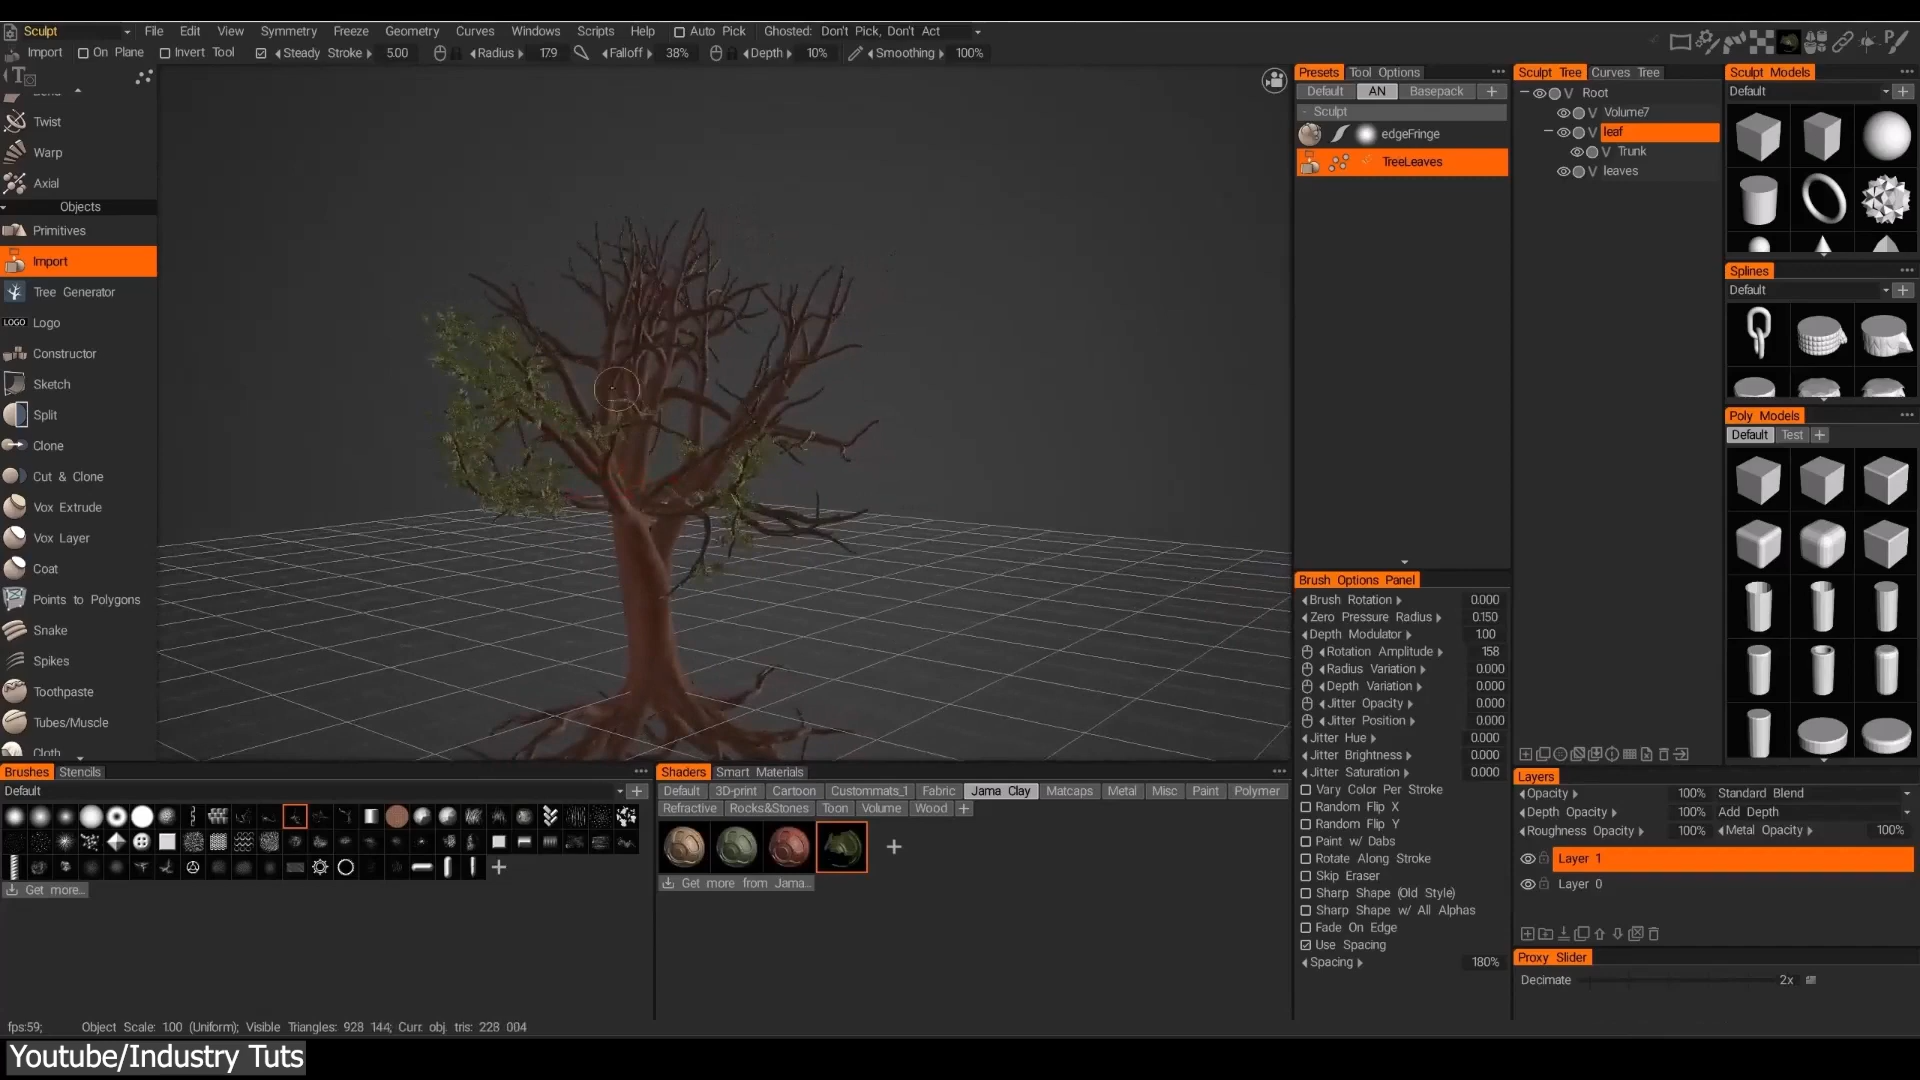 Sculpt File Edit View Symmetry Freeze Geometry Curves Windows Scripts Help Auto Pick Ghosted: Don't Pick, Don't Act
Import On Plane Invert Tool Steady Stroke 5.00 Radius 17.9 Falloff 38% Depth 10% Smoothing 100%
Twist
Warp
Axial
Objects
Primitives
Import
Tree Generator
LOGO Logo
Constructor
Sketch
Split
Clone
Cut & Clone
Vox Extrude
Vox Layer
Coat
Points to Polygons
Snake
Spikes
Toothpaste
Tubes/Muscle
Cloth
Presets Tool Options
Default AN Basepack
Sculpt
edgeFringe
TreeLeaves
Brush Options Panel
Brush Rotation 0.000
Zero Pressure Radius 0.150
Depth Modulator 1.00
Rotation Amplitude 158
Radius Variation 0.000
Depth Variation 0.000
Jitter Opacity 0.000
Jitter Position 0.000
Jitter Hue 0.000
Jitter Brightness 0.000
Jitter Saturation 0.000
Vary Color Per Stroke
Random Flip X
Random Flip Y
Paint w/ Dabs
Rotate Along Stroke
Skip Eraser
Sharp Shape (Old Style)
Sharp Shape w/ All Alphas
Fade On Edge
Use Spacing
Spacing 180%
Sculpt Tree Curves Tree
V Root
V Volume7
V leaf
V Trunk
V leaves
Sculpt Models
Default
Splines
Default
Poly Models
Default Test
Layers
Opacity 100% Standard Blend
Depth Opacity 100% Add Depth
Roughness Opacity 100% Metal Opacity 100%
Layer 1
Layer 0
Proxy Slider
Decimate 2x
Brushes Stencils
Default
Get more...
Shaders Smart Materials
Default 3D-print Cartoon Custommats_1 Fabric Jama Clay Matcaps Metal Misc Paint Polymer
Refractive Rocks&Stones Toon Volume Wood
Get more from Jama...
fps:59; Object Scale: 1.00 (Uniform); Visible Triangles: 928 144; Curr. obj. tris: 228 004
Youtube/Industry Tuts